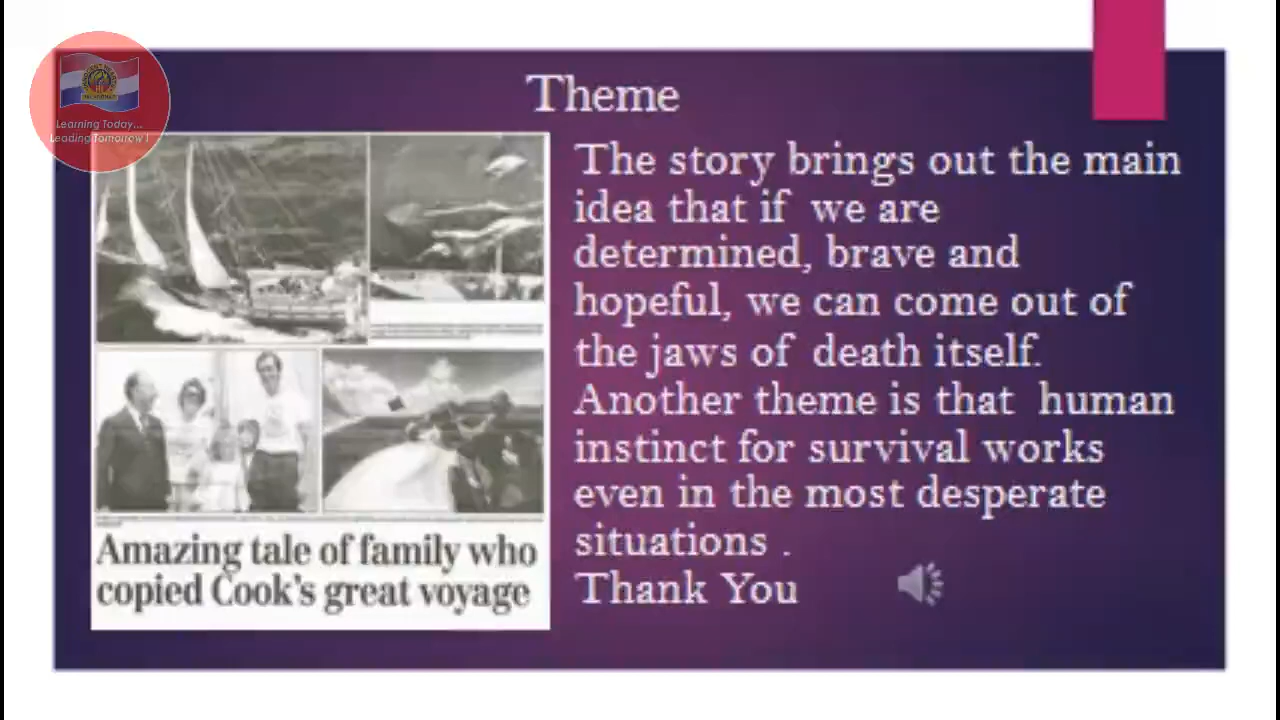 Theme
Learning Today...
Leading Tomorrow !
The story brings out the main
idea that if we are
determined, brave and
hopeful, we can come out of
the jaws of death itself.
Another theme is that human
instinct for survival works
even in the most desperate
situations .
Thank You
Amazing tale of family who
copied Cook's great voyage